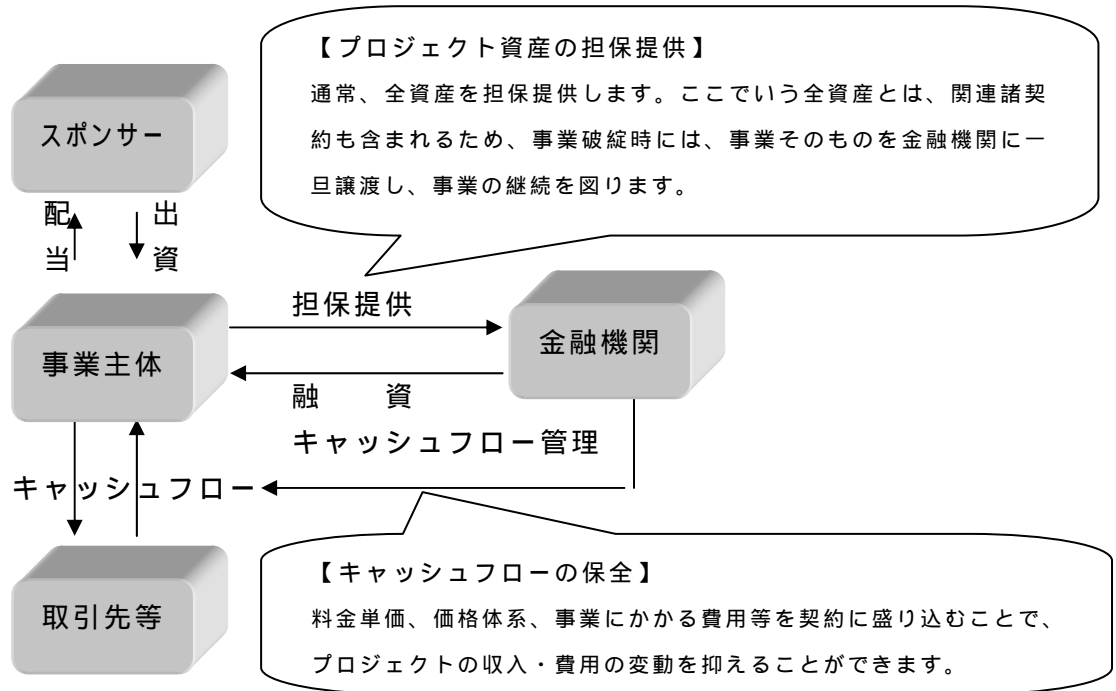 【プロジェクト資産の担保提供】
通常、全資産を担保提供します。ここでいう全資産とは、関連諸契
約も含まれるため、事業破綻時には、事業そのものを金融機関に一
旦譲渡し、事業の継続を図ります。
スポンサー
配当
出資
担保提供
事業主体
金融機関
融　資
キャッシュフロー管理
キャッシュフロー
【キャッシュフローの保全】
料金単価、価格体系、事業にかかる費用等を契約に盛り込むことで、
プロジェクトの収入・費用の変動を抑えることができます。
取引先等